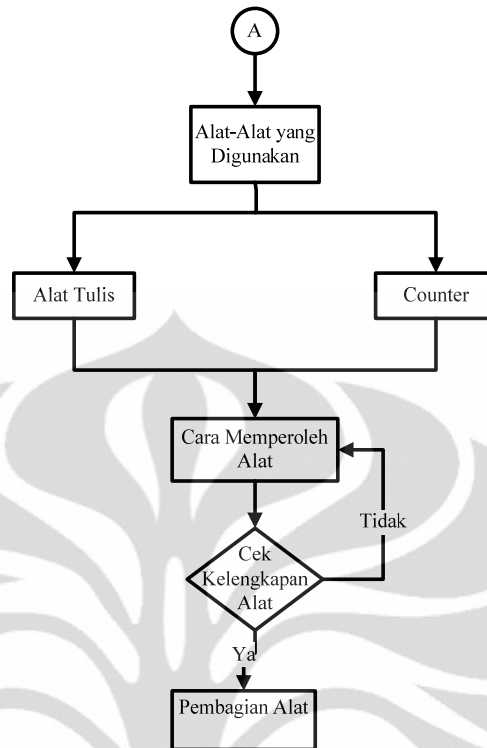 A
Alat-Alat yang
Digunakan
Alat Tulis
Counter
Cara Memperoleh
Alat
Tidak
Cek
Kelengkapan
Alat
Ya
Pembagian Alat